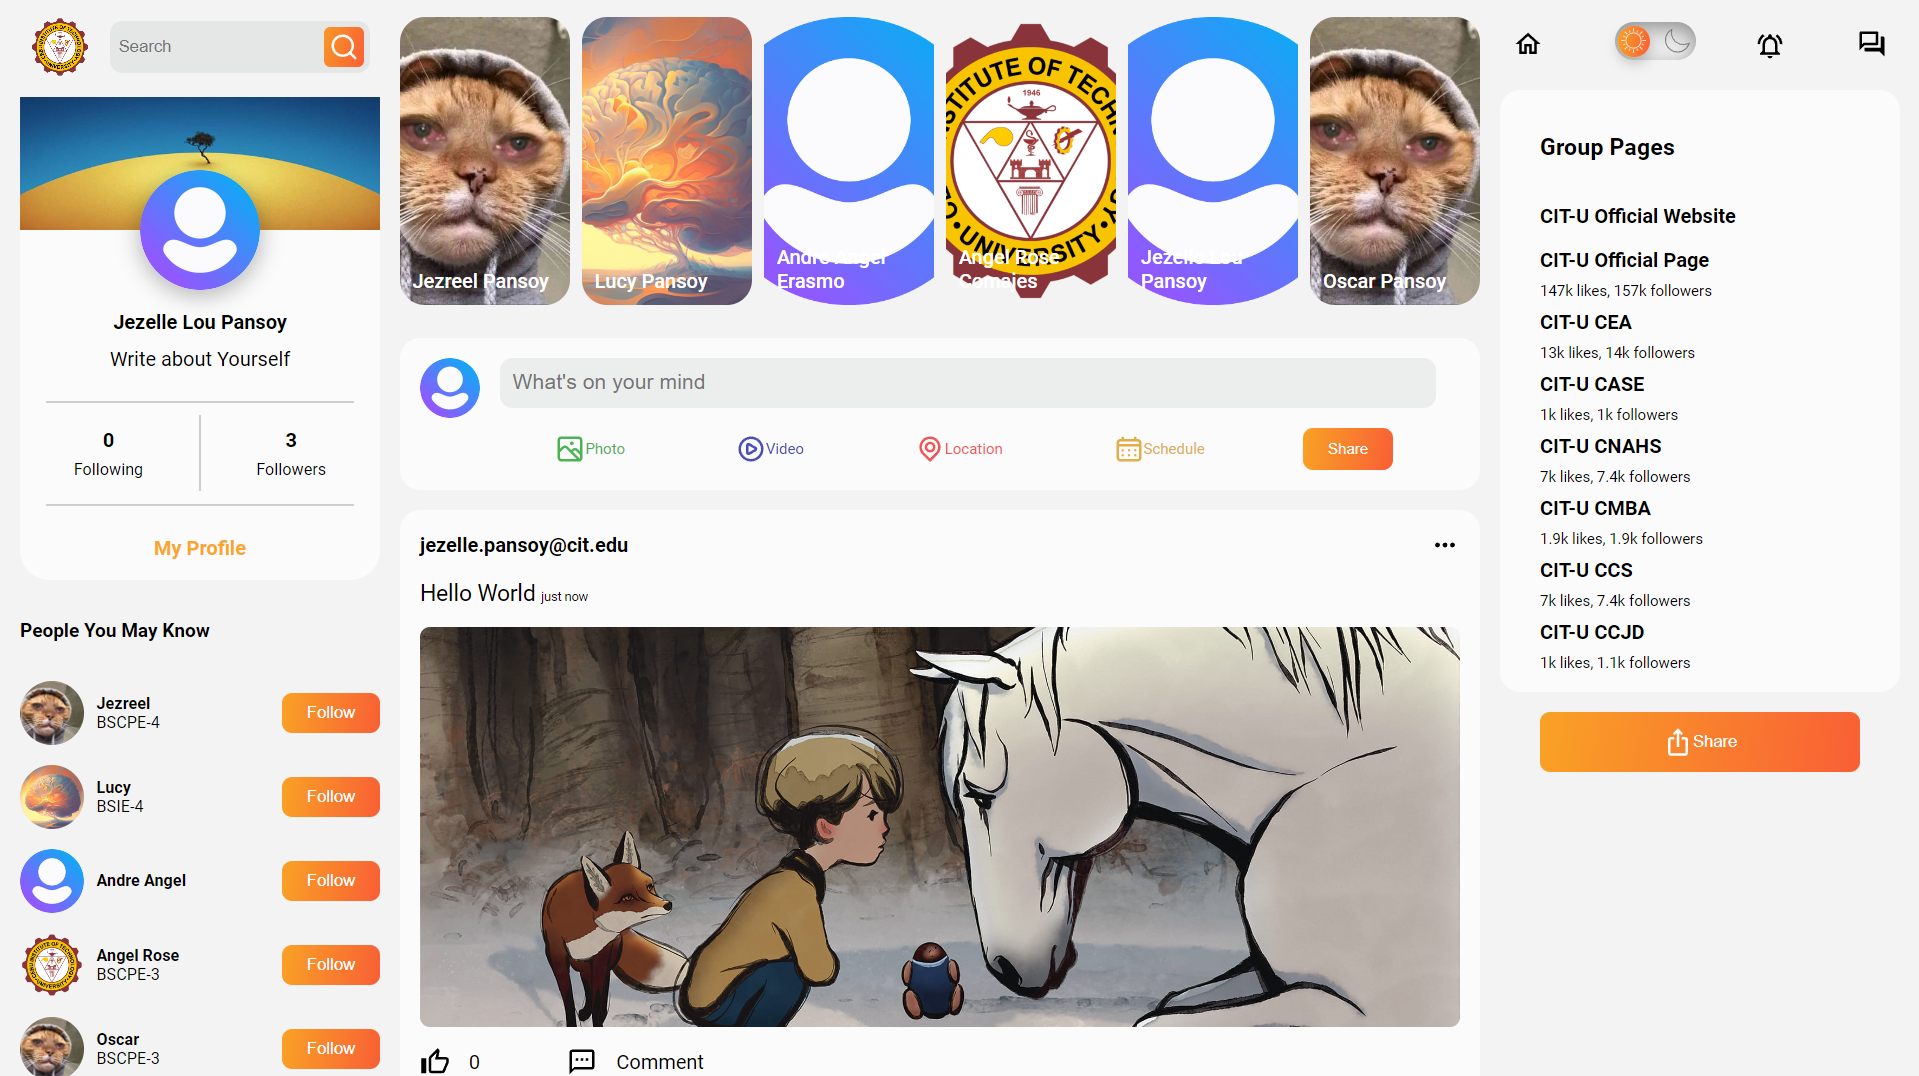 Search
Jezelle Lou Pansoy
Write about Yourself
0
Following
3
Followers
My Profile
People You May Know
Jezreel
BSCPE-4
Follow
Lucy
BSIE-4
Follow
Andre Angel
Follow
Angel Rose
BSCPE-3
Follow
Oscar
BSCPE-3
Follow
Jezreel Pansoy
Lucy Pansoy
Andre Angel
Erasmo
1946
UNIVERSITY
Angel Rose
Comajes
Jezelle Lou
Pansoy
Oscar Pansoy
What's on your mind
Photo
Video
Location
Schedule
Share
jezelle.pansoy@cit.edu
Hello World just now
0
Comment
Group Pages
CIT-U Official Website
CIT-U Official Page
147k likes, 157k followers
CIT-U CEA
13k likes, 14k followers
CIT-U CASE
1k likes, 1k followers
CIT-U CNAHS
7k likes, 7.4k followers
CIT-U CMBA
1.9k likes, 1.9k followers
CIT-U CCS
7k likes, 7.4k followers
CIT-U CCJD
1k likes, 1.1k followers
Share